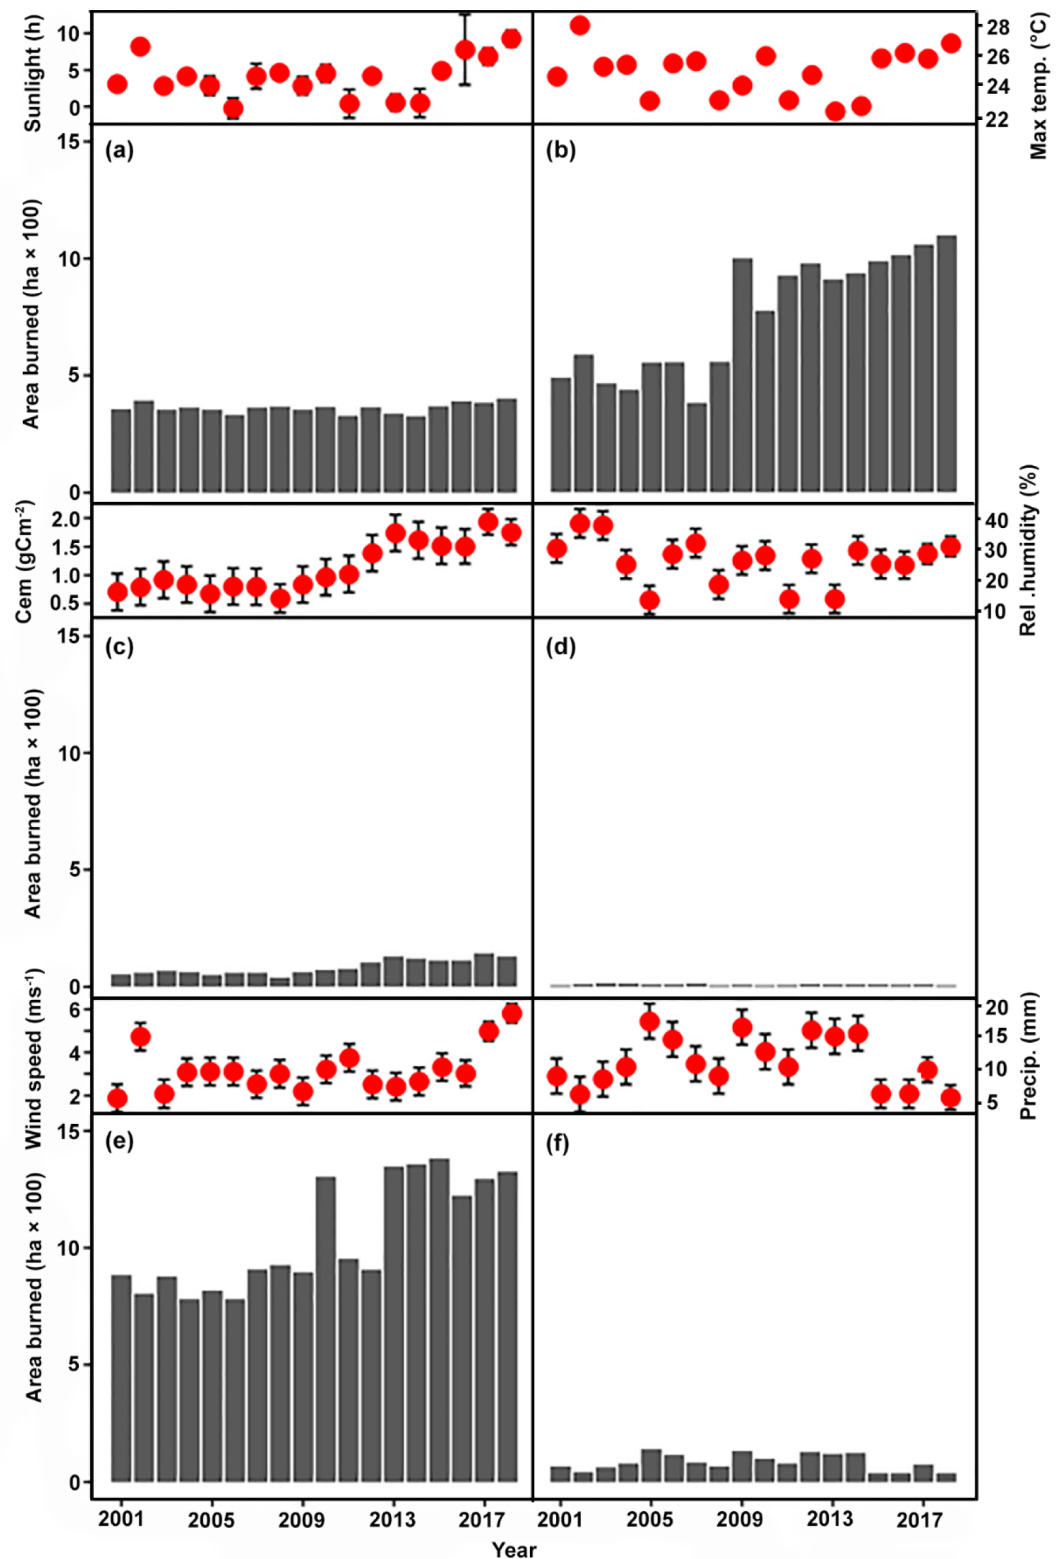 Sunlight (h)
10
5
0
28
26
24
22
Max temp. (°C)
(a)
(b)
Area burned (ha × 100)
15
10
5
0
Cem (gCm⁻²)
2.0
1.5
1.0
0.5
40
30
20
10
Rel .humidity (%)
(c)
(d)
Area burned (ha × 100)
15
10
5
0
Wind speed (ms⁻¹)
6
4
2
20
15
10
5
Precip. (mm)
(e)
(f)
Area burned (ha × 100)
15
10
5
0
2001 2005 2009 2013 2017 2001 2005 2009 2013 2017
Year